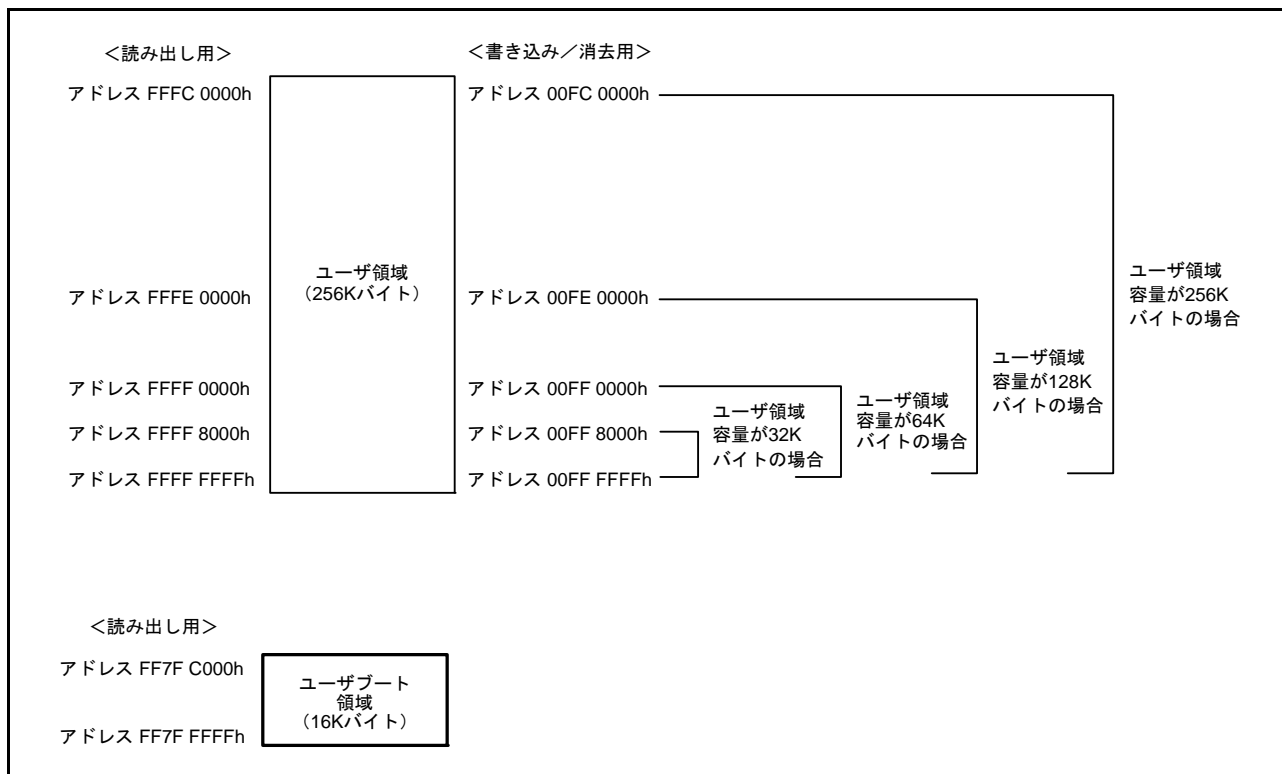 ＜読み出し用＞
アドレス FFFC 0000h
アドレス FFFE 0000h
アドレス FFFF 0000h
アドレス FFFF 8000h
アドレス FFFF FFFFh
ユーザ領域
（256Kバイト）
＜書き込み／消去用＞
アドレス 00FC 0000h
アドレス 00FE 0000h
アドレス 00FF 0000h
アドレス 00FF 8000h
アドレス 00FF FFFFh
ユーザ領域
容量が32K
バイトの場合
ユーザ領域
容量が64K
バイトの場合
ユーザ領域
容量が128K
バイトの場合
ユーザ領域
容量が256K
バイトの場合
＜読み出し用＞
アドレス FF7F C000h
アドレス FF7F FFFFh
ユーザブート
領域
（16Kバイト）